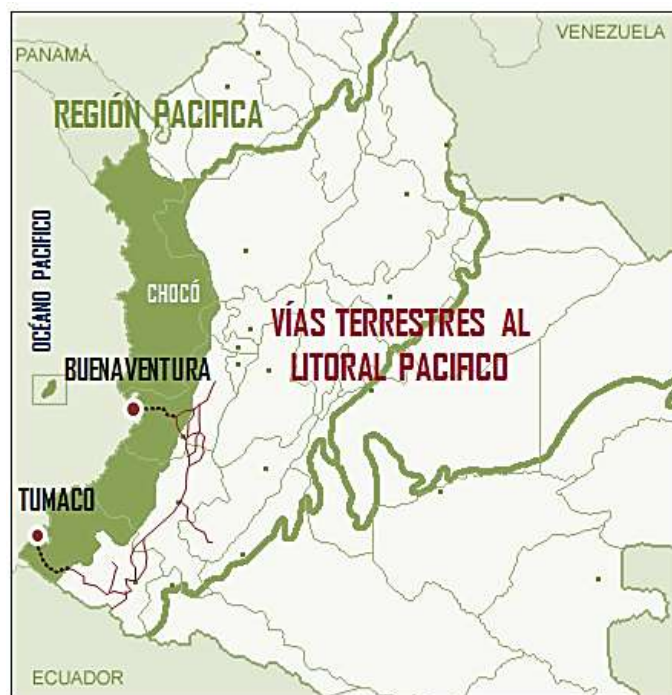 PANAMÁ
VENEZUELA
REGIÓN PACIFICA
OCÉANO PACIFICO
CHOCÓ
VÍAS TERRESTRES AL
LITORAL PACIFICO
BUENAVENTURA
TUMACO
ECUADOR